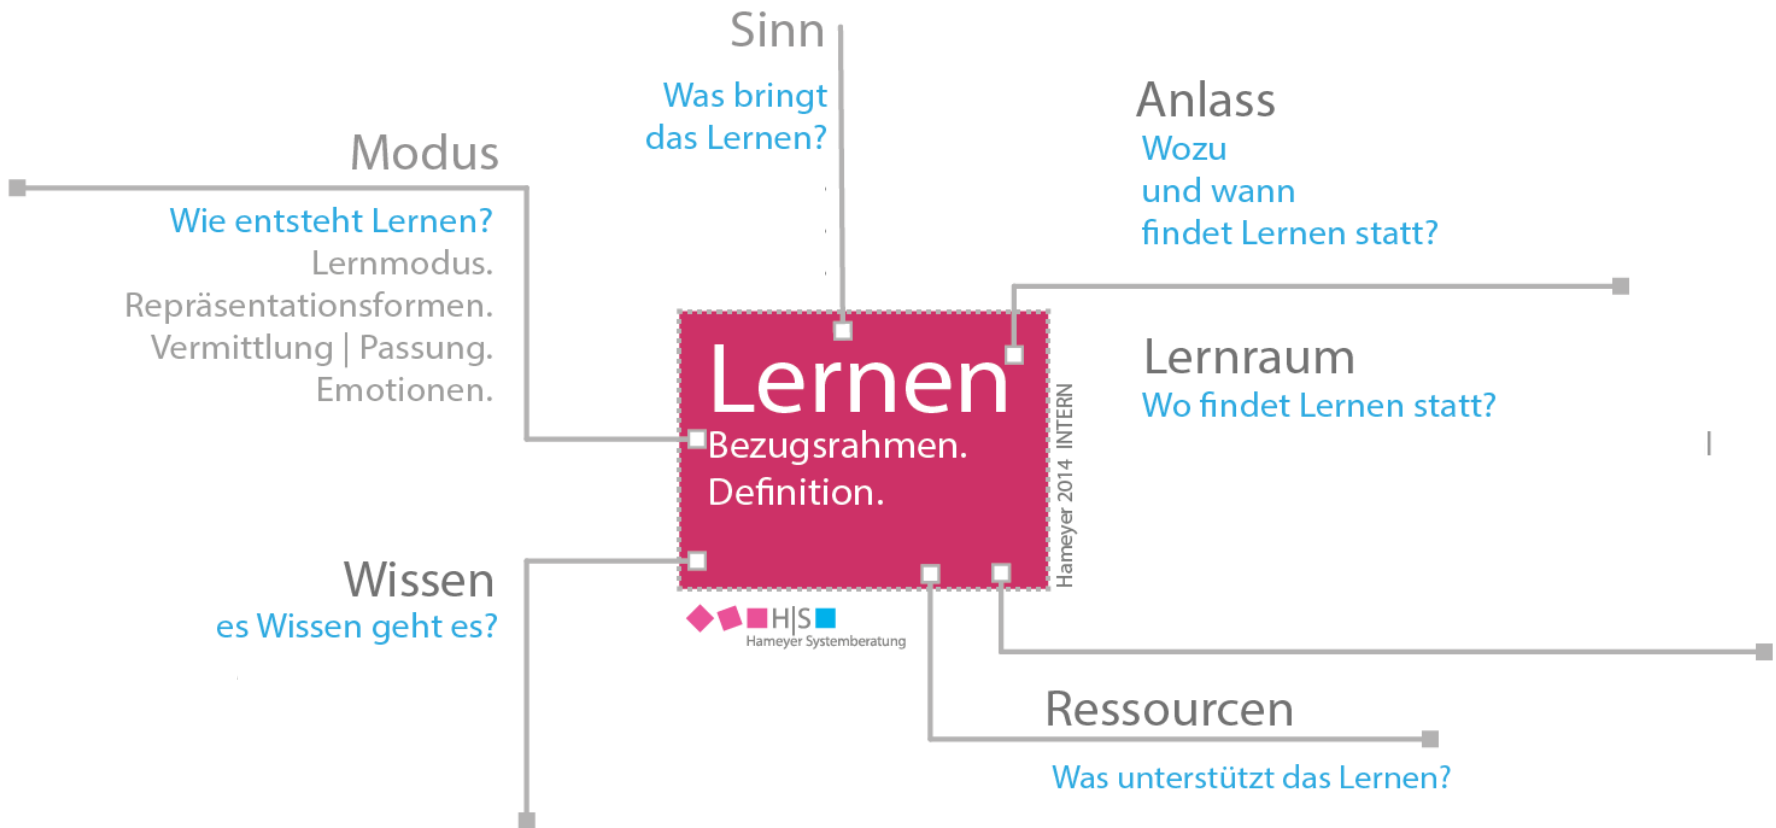 Sinn
Was bringt
das Lernen?
Anlass
Wozu
und wann
findet Lernen statt?
Modus
Wie entsteht Lernen?
Lernmodus.
Repräsentationsformen.
Vermittlung | Passung.
Emotionen.
Lernen
Bezugsrahmen.
Definition.
Hameyer 2014 INTERN
Lernraum
Wo findet Lernen statt?
Wissen
es Wissen geht es?
H|S
Hameyer Systemberatung
Ressourcen
Was unterstützt das Lernen?